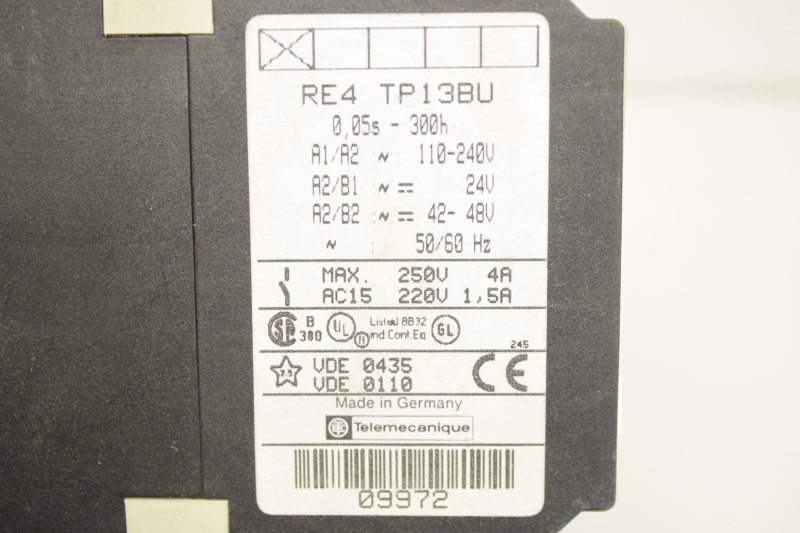 RE4 TP13BU
0,05s - 300h
A1/A2 : ~ 110-240V
A2/B1 : ~ ⎓ 24V
A2/B2 : ~ ⎓ 42- 48V
~ : 50/60 Hz
MAX. 250V 4A
AC15 220V 1,5A
SP B 300 UL ® Listed 8B32 Ind.Cont.Eq GL
245
VDE 0435
VDE 0110
CE
Made in Germany
Telemecanique
09972